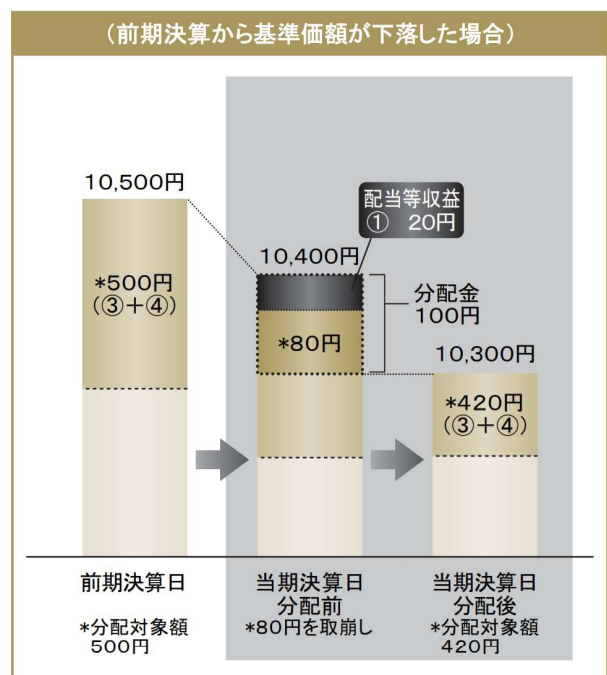 （前期決算から基準価額が下落した場合）
10,500円
*500円
（③＋④）
配当等収益
① 20円
10,400円
*80円
分配金
100円
10,300円
*420円
（③＋④）
前期決算日
*分配対象額
500円
当期決算日
分配前
*80円を取崩し
当期決算日
分配後
*分配対象額
420円